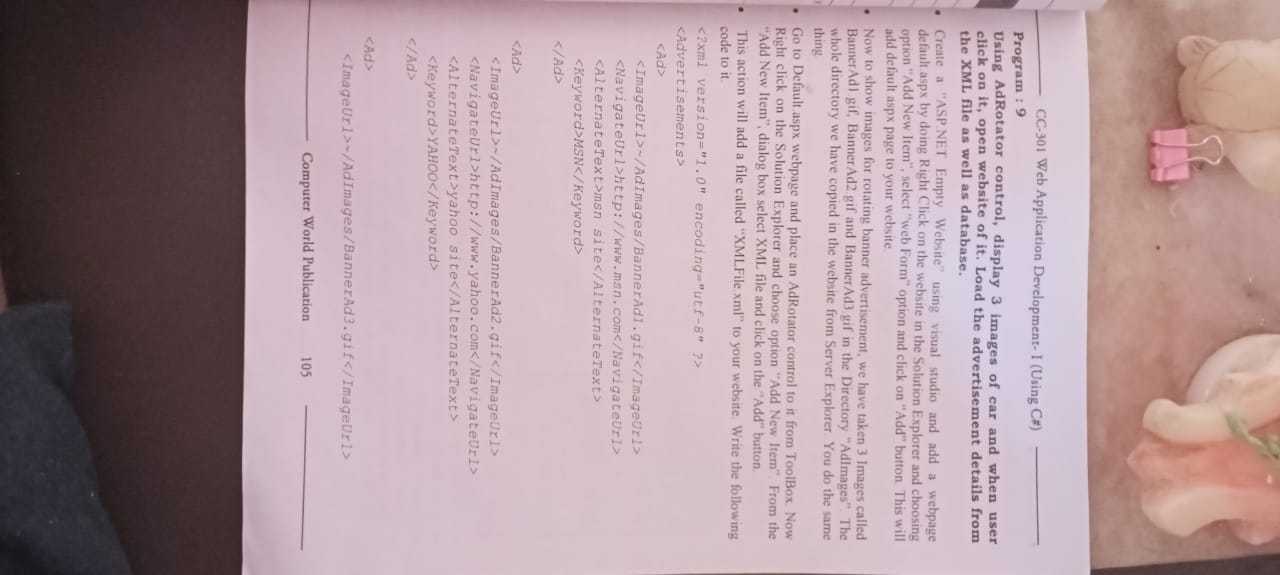 CC-301 Web Application Development- I (Using C#)
Program : 9
Using AdRotator control, display 3 images of car and when user
click on it, open website of it. Load the advertisement details from
the XML file as well as database.
• Create a "ASP.NET Empty Website" using visual studio and add a webpage
default.aspx by doing Right Click on the website in the Solution Explorer and choosing
option "Add New Item", select "web Form" option and click on "Add" button. This will
add default.aspx page to your website.
• Now to show images for rotating banner advertisement, we have taken 3 Images called
BannerAd1.gif, BannerAd2.gif and BannerAd3.gif in the Directory "AdImages". The
whole directory we have copied in the website from Server Explorer. You do the same
thing.
• Go to Default.aspx webpage and place an AdRotator control to it from ToolBox. Now
Right click on the Solution Explorer and choose option "Add New Item". From the
"Add New Item", dialog box select XML file and click on the "Add" button.
• This action will add a file called "XMLFile.xml" to your website. Write the following
code to it.
<?xml version="1.0" encoding="utf-8" ?>
<Advertisements>
<Ad>
<ImageUrl>~/AdImages/BannerAd1.gif</ImageUrl>
<NavigateUrl>http://www.msn.com</NavigateUrl>
<AlternateText>msn site</AlternateText>
<Keyword>MSN</Keyword>
</Ad>
<Ad>
<ImageUrl>~/AdImages/BannerAd2.gif</ImageUrl>
<NavigateUrl>http://www.yahoo.com</NavigateUrl>
<AlternateText>yahoo site</AlternateText>
<Keyword>YAHOO</Keyword>
</Ad>
<Ad>
<ImageUrl>~/AdImages/BannerAd3.gif</ImageUrl>
Computer World Publication 105